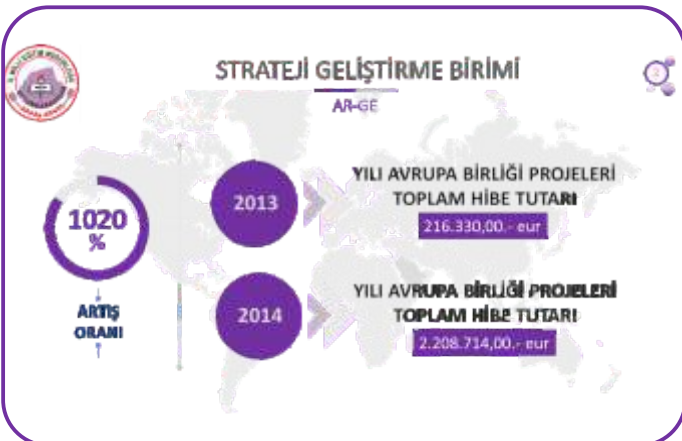 STRATEJİ GELİŞTİRME BİRİMİ
AR-GE
1020
%
ARTIŞ
ORANI
2013
YILI AVRUPA BİRLİĞİ PROJELERİ
TOPLAM HİBE TUTARI
216.330,00.- eur
2014
YILI AVRUPA BİRLİĞİ PROJELERİ
TOPLAM HİBE TUTARI
2.208.714,00.- eur